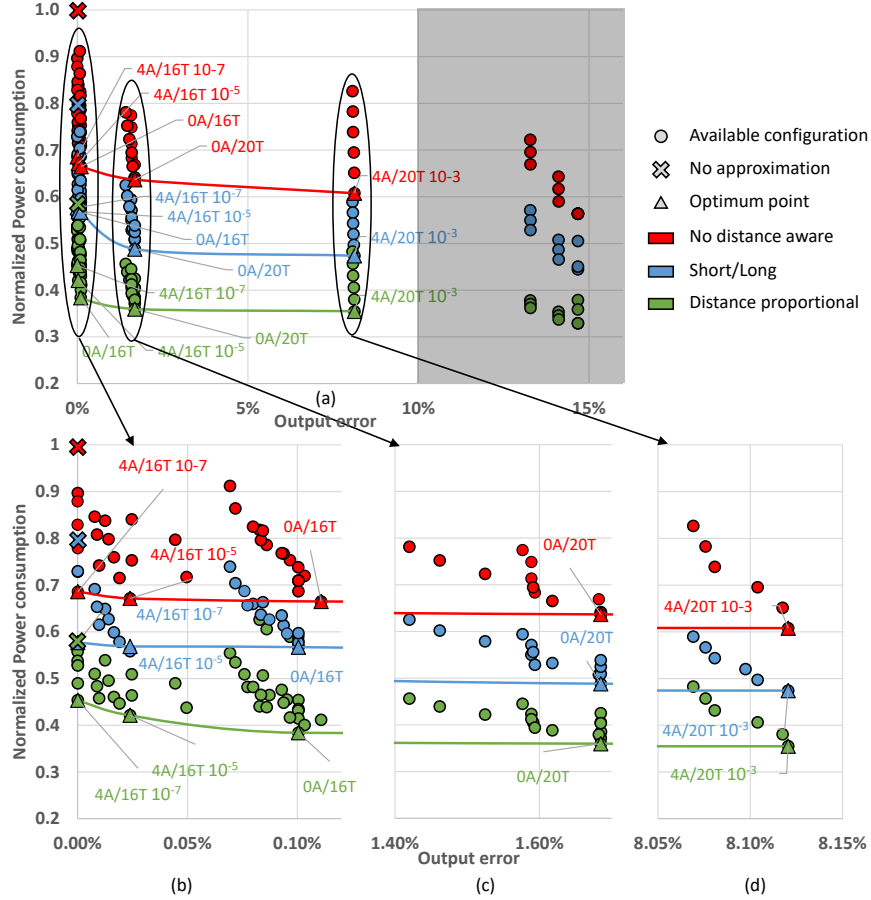 Normalized Power consumption
1.0
0.9
0.8
0.7
0.6
0.5
0.4
0.3
0.2
4A/16T 10-7
4A/16T 10-5
0A/16T
0A/20T
4A/20T 10-3
4A/16T 10-7
4A/16T 10-5
0A/16T
0A/20T
4A/20T 10-3
4A/16T 10-7
0A/16T
4A/16T 10-5
0A/20T
4A/20T 10-3
(a)
0%
5%
10%
15%
Output error
Available configuration
No approximation
Optimum point
No distance aware
Short/Long
Distance proportional
Normalized Power consumption
1
0.9
0.8
0.7
0.6
0.5
0.4
0.3
0.2
4A/16T 10-7
4A/16T 10-5
0A/16T
4A/16T 10-7
4A/16T 10-5
0A/16T
4A/16T 10-5
4A/16T 10-7
0A/16T
0A/20T
0A/20T
0A/20T
4A/20T 10-3
4A/20T 10-3
4A/20T 10-3
0.00%
0.05%
0.10%
1.40%
1.60%
8.05%
8.10%
8.15%
Output error
(b)
(c)
(d)